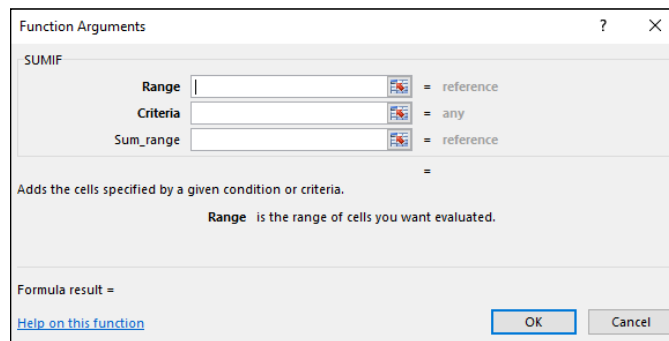 Function Arguments ? ×
SUMIF
Range = reference
Criteria = any
Sum_range = reference
=
Adds the cells specified by a given condition or criteria.
Range is the range of cells you want evaluated.
Formula result =
Help on this function OK Cancel